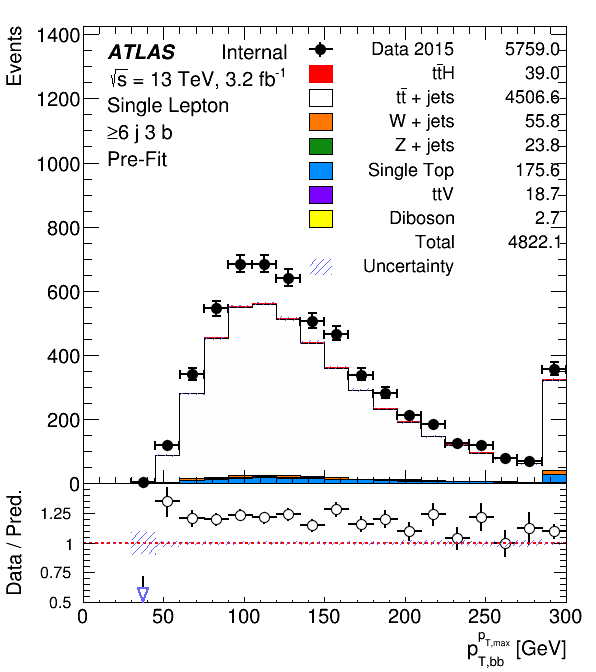 Events
1400
1200
1000
800
600
400
200
0
ATLAS Internal
√s = 13 TeV, 3.2 fb⁻¹
Single Lepton
≥6 j 3 b
Pre-Fit
Data 2015 5759.0
tt̄H 39.0
tt̄ + jets 4506.6
W + jets 55.8
Z + jets 23.8
Single Top 175.6
ttV 18.7
Diboson 2.7
Total 4822.1
Uncertainty
Data / Pred.
1.25
1
0.75
0.5
0 50 100 150 200 250 300
p_{T,bb}^{p_{T,max}} [GeV]